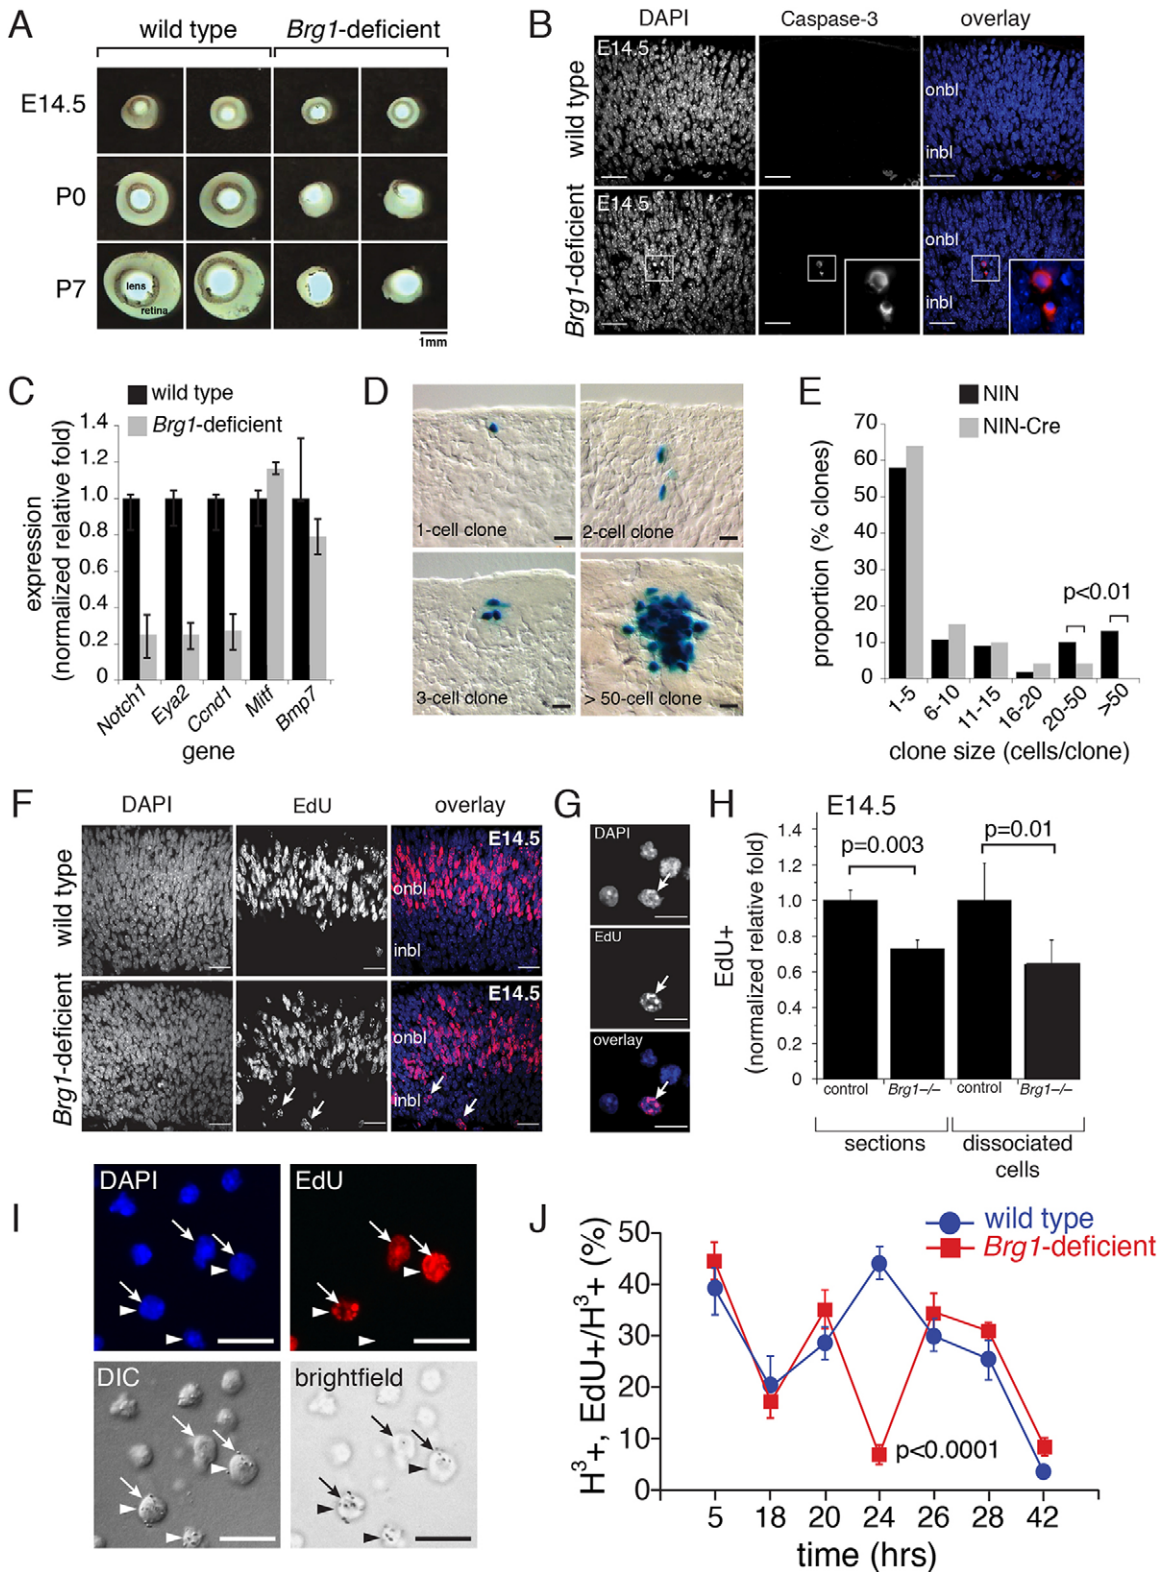 A
wild type
Brg1-deficient
E14.5
P0
P7
lens
retina
1mm
B
DAPI
Caspase-3
overlay
wild type
Brg1-deficient
E14.5
onbl
inbl
E14.5
onbl
inbl
C
wild type
Brg1-deficient
expression
(normalized relative fold)
1.4
1.2
1.0
0.8
0.6
0.4
0.2
0
Notch1
Eya2
Ccnd1
Mitf
Bmp7
gene
D
1-cell clone
2-cell clone
3-cell clone
> 50-cell clone
E
NIN
NIN-Cre
proportion (% clones)
70
60
50
40
30
20
10
0
p<0.01
1-5
6-10
11-15
16-20
20-50
>50
clone size (cells/clone)
F
DAPI
EdU
overlay
wild type
Brg1-deficient
E14.5
onbl
inbl
E14.5
onbl
inbl
G
DAPI
EdU
overlay
H
E14.5
EdU+
(normalized relative fold)
1.4
1.2
1.0
0.8
0.6
0.4
0.2
0
p=0.003
p=0.01
control
Brg1–/–
control
Brg1–/–
sections
dissociated
cells
I
DAPI
EdU
DIC
brightfield
J
wild type
Brg1-deficient
H³+, EdU+/H³+ (%)
50
40
30
20
10
0
p<0.0001
5
18
20
24
26
28
42
time (hrs)